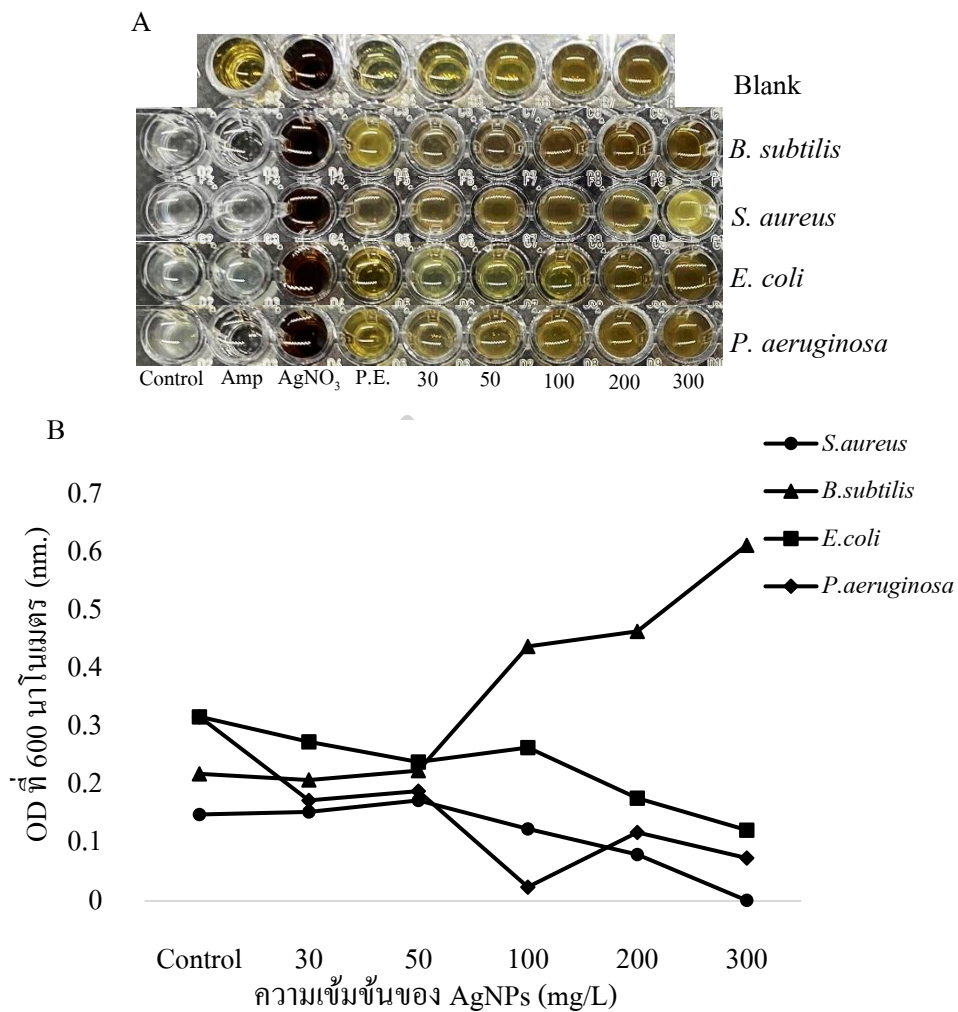 A
Blank
B. subtilis
S. aureus
E. coli
P. aeruginosa
Control Amp AgNO₃ P.E. 30 50 100 200 300
B
S.aureus
B.subtilis
E.coli
P.aeruginosa
OD ที่ 600 นาโนเมตร (nm.)
0.7
0.6
0.5
0.4
0.3
0.2
0.1
0
Control 30 50 100 200 300
ความเข้มข้นของ AgNPs (mg/L)